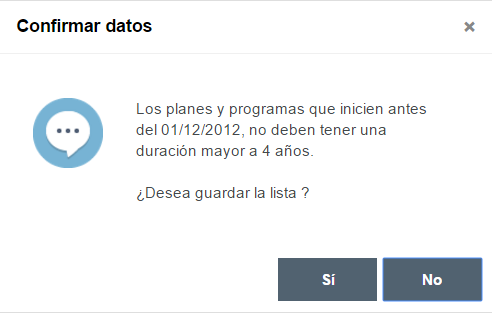 Confirmar datos
Los planes y programas que inicien antes
del 01/12/2012, no deben tener una
duración mayor a 4 años.
¿Desea guardar la lista ?
Sí
No